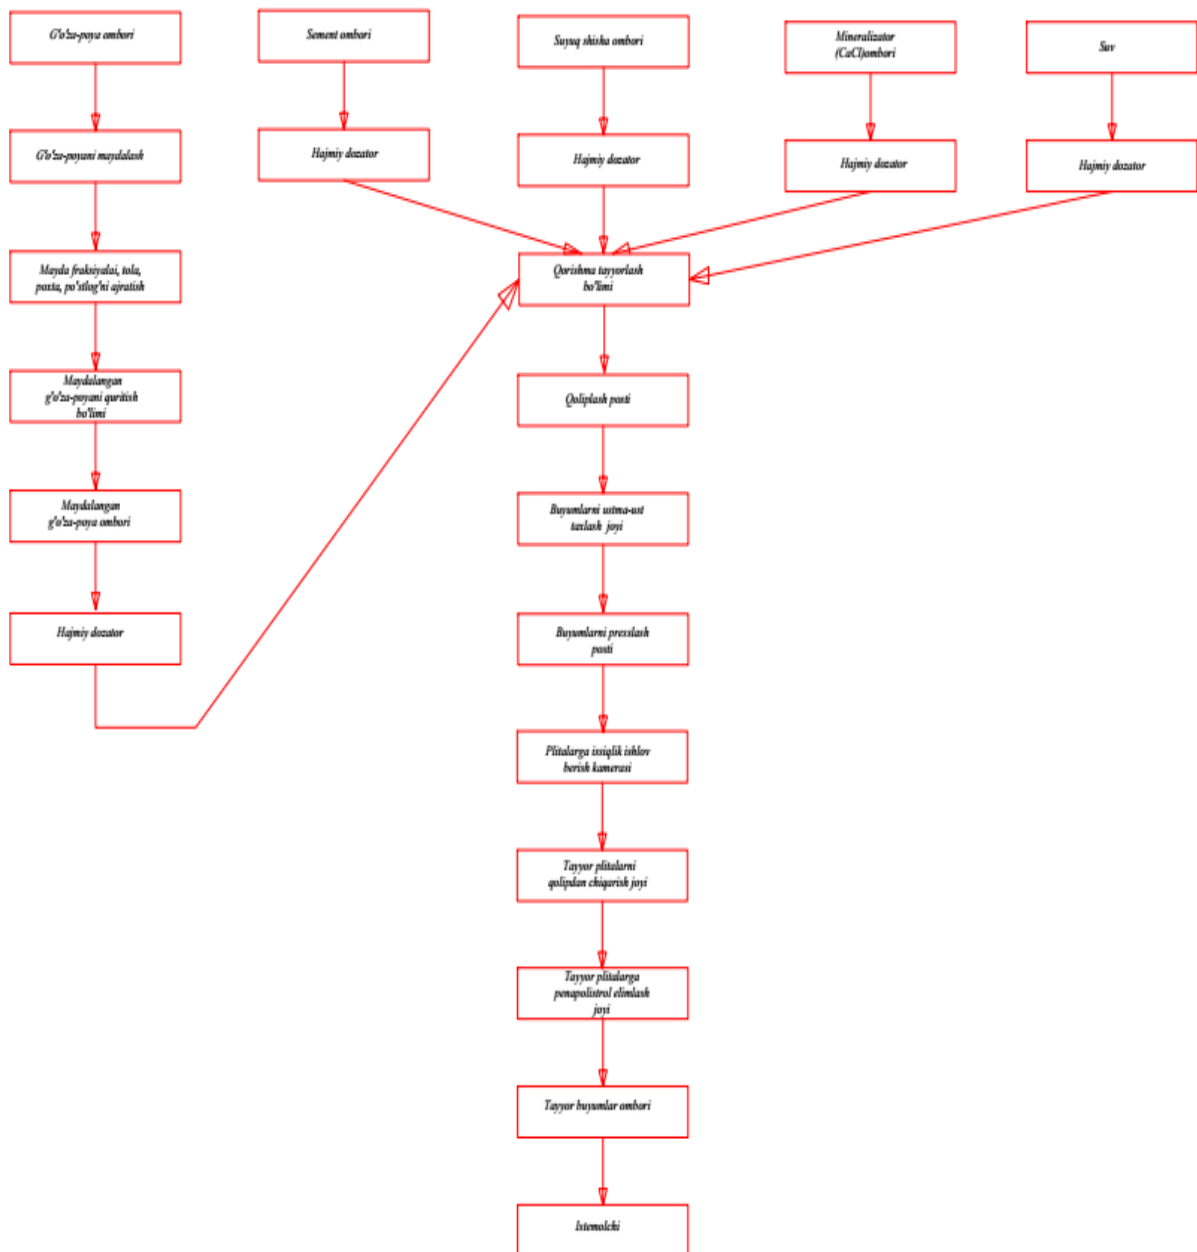 G'o'za-poya ombori
Sement ombori
Suyuq shisha ombori
Mineralizator
(CaCl)ombori
Suv
G'o'za-poyani maydalash
Hajmiy dozator
Hajmiy dozator
Hajmiy dozator
Hajmiy dozator
Mayda fraksiyalai, tola,
poxta, po'stlog'ni ajratish
Qorishma tayyorlash
bo'limi
Maydalangan
g'o'za-poyani quritish
bo'limi
Qoliplash posti
Maydalangan
g'o'za-poya ombori
Buyumlarni ustma-ust
taxlash joyi
Hajmiy dozator
Buyumlarni presslash
posti
Plitalarga issiqlik ishlov
berish kamerasi
Tayyor plitalarni
qolipdan chiqarish joyi
Tayyor plitalarga
penapolistrol elimlash
joyi
Tayyor buyumlar ombori
Istemolchi